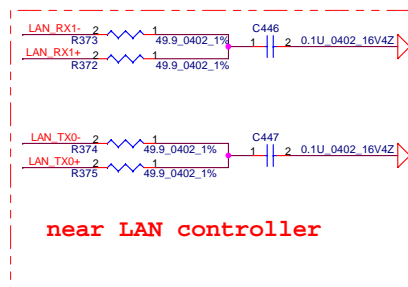 LAN_RX1- 2 1 C446
R373 49.9_0402_1% 1 2 0.1U_0402_16V4Z
LAN_RX1+ 2 1
R372 49.9_0402_1%
LAN_TX0- 2 1 C447
R374 49.9_0402_1% 1 2 0.1U_0402_16V4Z
LAN_TX0+ 2 1
R375 49.9_0402_1%
near LAN controller